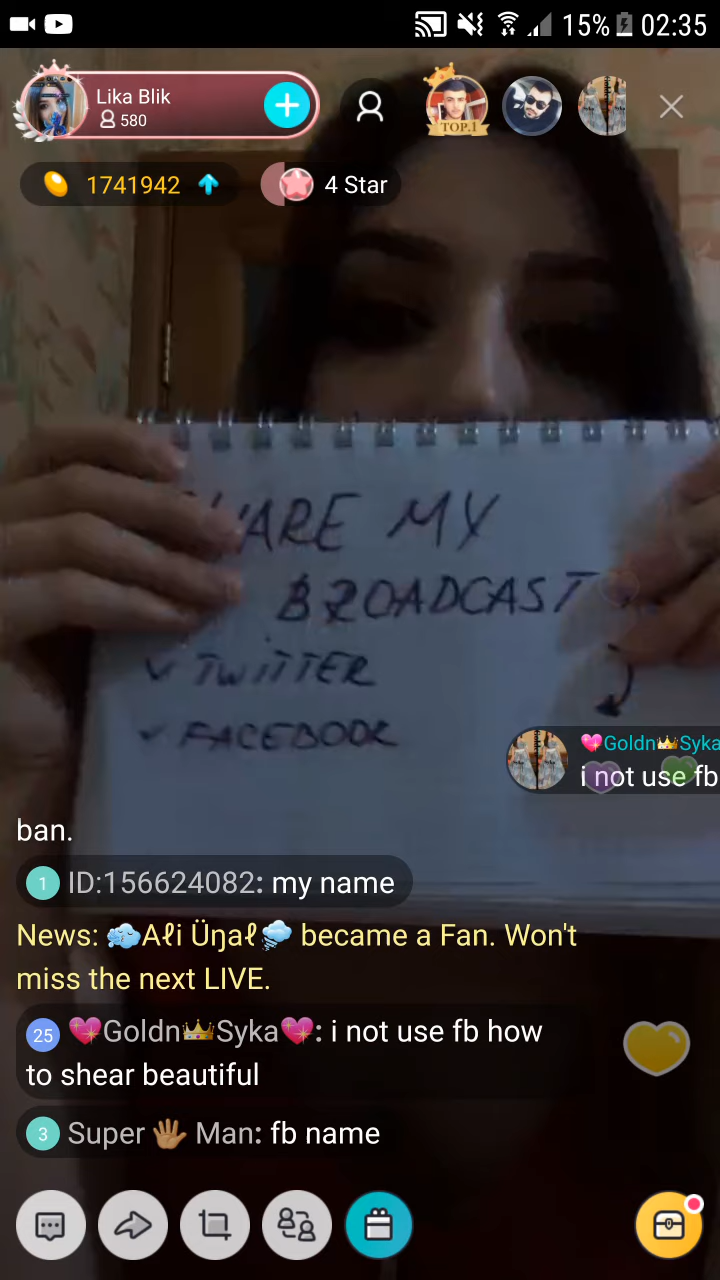 15% 02:35
Lika Blik
580
TOP.1
1741942
4 Star
SHARE MY
BROADCAST
✓ TWITTER
✓ FACEBOOK
💖Goldn👑Syka
i not use fb
ban.
1 ID:156624082: my name
News: 🌬Aℓi Üŋaℓ🌪 became a Fan. Won't
miss the next LIVE.
25 💖Goldn👑Syka💖: i not use fb how
to shear beautiful
3 Super 🖐🏽 Man: fb name